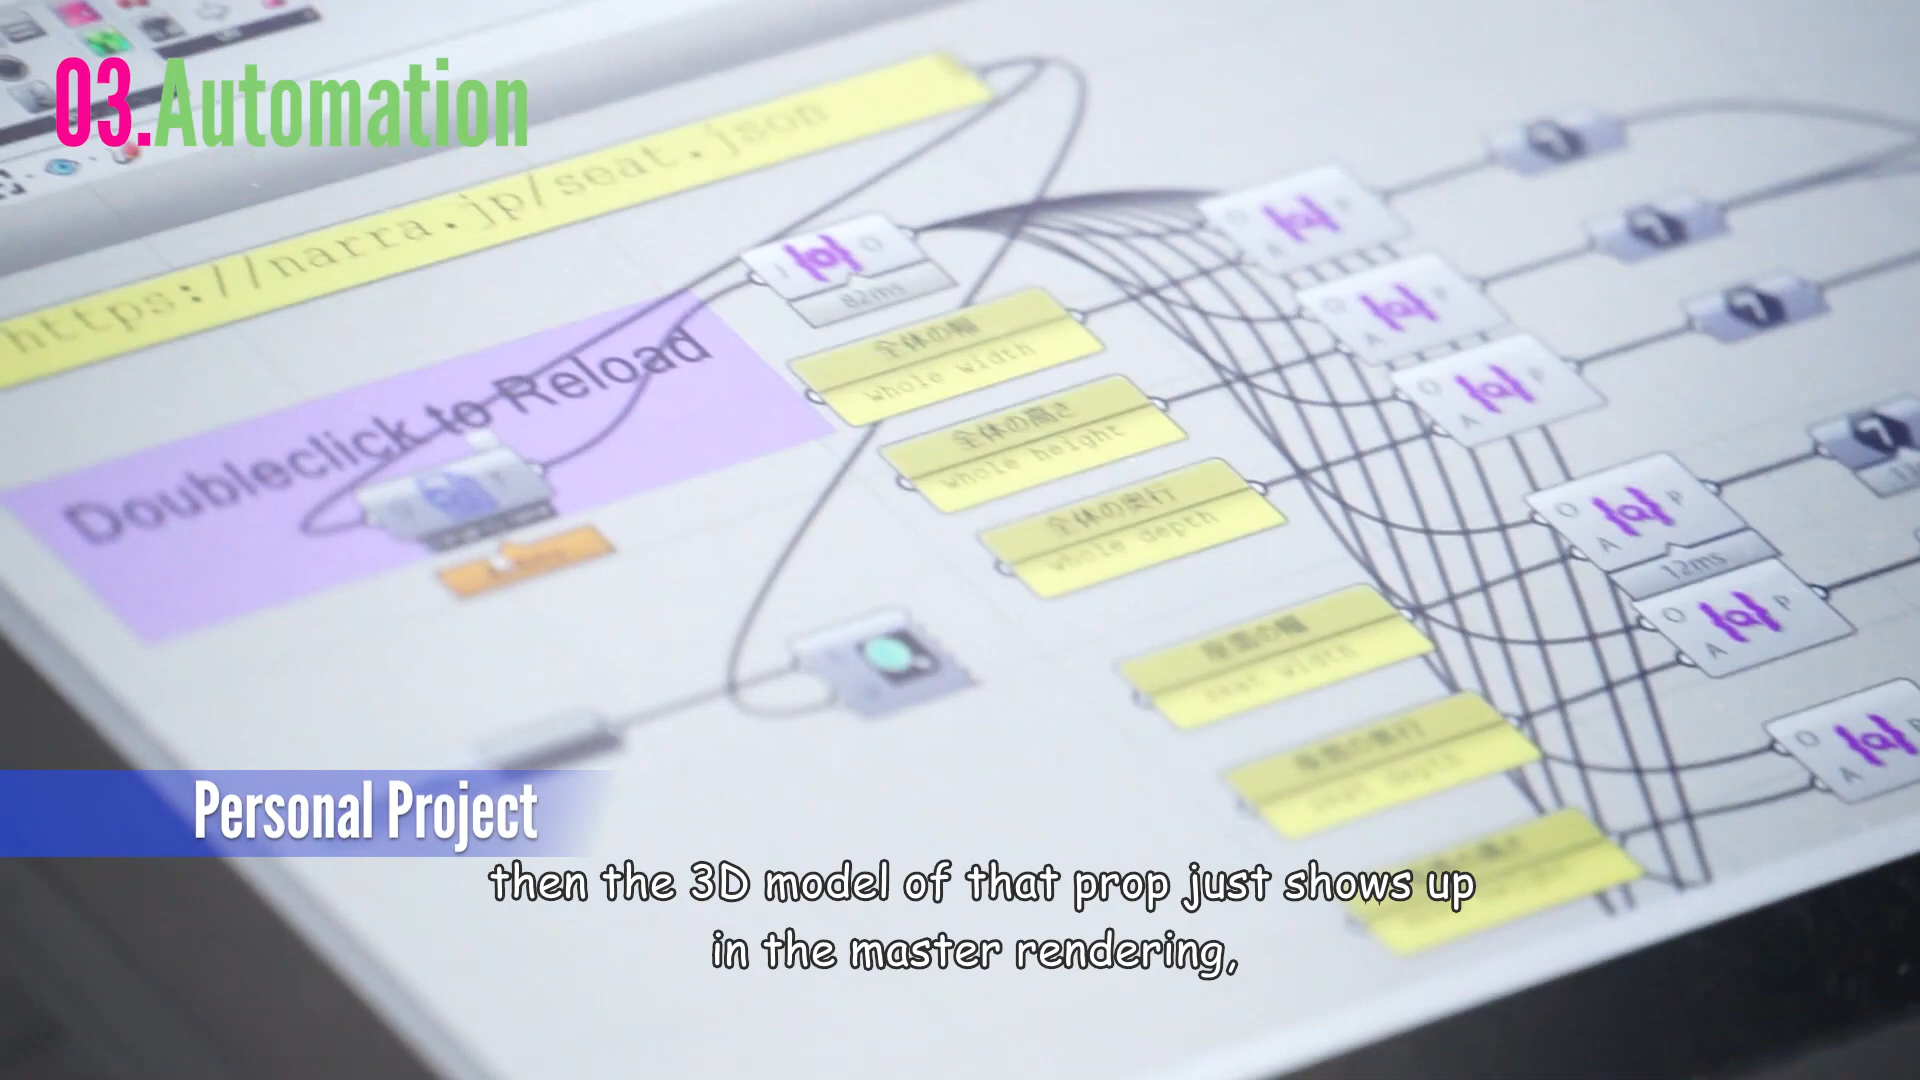 03.Automation
https://narra.jp/seat.json
Doubleclick to Reload
82ms
全体の幅
whole width
全体の高さ
whole height
全体の奥行
whole depth
座面の幅
seat width
座面の奥行
seat depth
12ms
Personal Project
then the 3D model of that prop just shows up
in the master rendering,